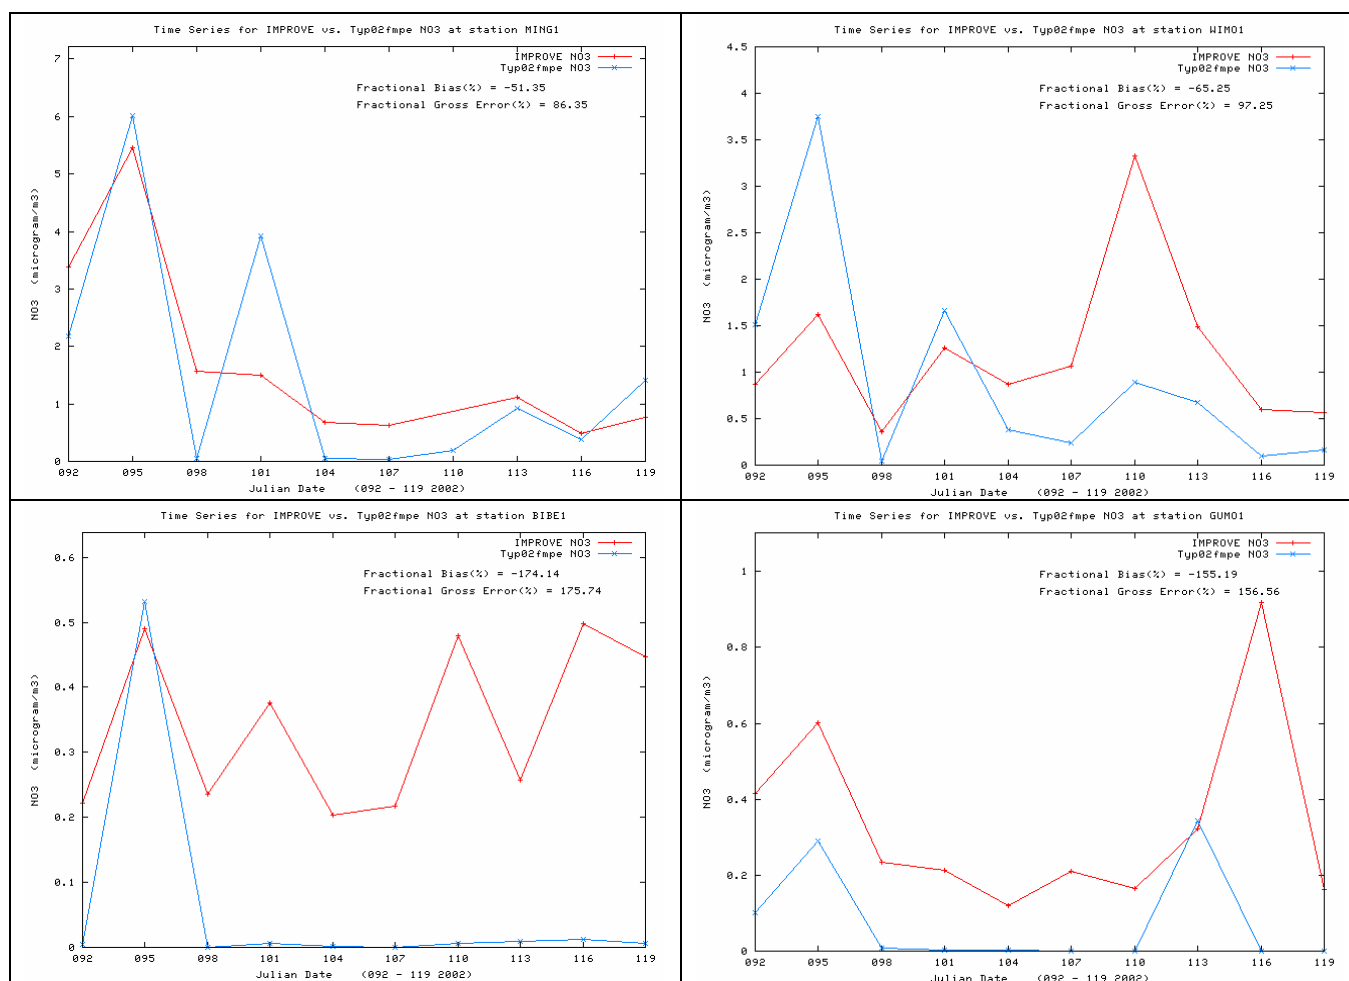 Time Series for IMPROVE vs. Typ02fmpe NO3 at station MING1
IMPROVE NO3
Typ02fmpe NO3
Fractional Bias(%) = -51.35
Fractional Gross Error(%) = 86.35
7
6
5
4
3
2
1
0
NO3 (microgram/m3)
092 095 098 101 104 107 110 113 116 119
Julian Date (092 - 119 2002)
Time Series for IMPROVE vs. Typ02fmpe NO3 at station WIMO1
IMPROVE NO3
Typ02fmpe NO3
Fractional Bias(%) = -65.25
Fractional Gross Error(%) = 97.25
4.5
4
3.5
3
2.5
2
1.5
1
0.5
0
NO3 (microgram/m3)
092 095 098 101 104 107 110 113 116 119
Julian Date (092 - 119 2002)
Time Series for IMPROVE vs. Typ02fmpe NO3 at station BIBE1
IMPROVE NO3
Typ02fmpe NO3
Fractional Bias(%) = -174.14
Fractional Gross Error(%) = 175.74
0.6
0.5
0.4
0.3
0.2
0.1
0
NO3 (microgram/m3)
092 095 098 101 104 107 110 113 116 119
Julian Date (092 - 119 2002)
Time Series for IMPROVE vs. Typ02fmpe NO3 at station GUMO1
IMPROVE NO3
Typ02fmpe NO3
Fractional Bias(%) = -155.19
Fractional Gross Error(%) = 156.56
1
0.8
0.6
0.4
0.2
0
NO3 (microgram/m3)
092 095 098 101 104 107 110 113 116 119
Julian Date (092 - 119 2002)